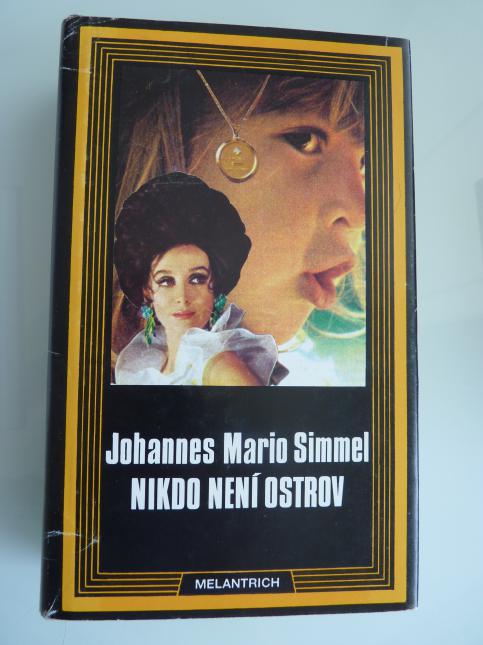 Johannes Mario Simmel
NIKDO NENÍ OSTROV
MELANTRICH